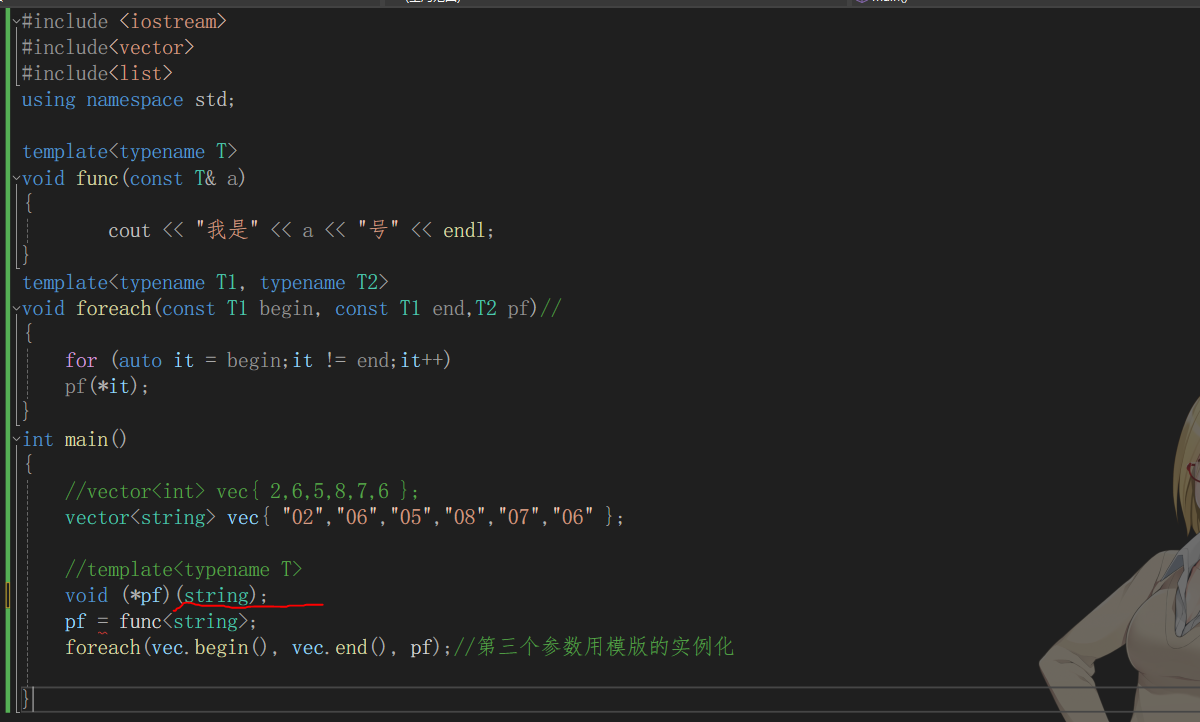 #include <iostream>
#include<vector>
#include<list>
using namespace std;
template<typename T>
void func(const T& a)
{
cout << "我是" << a << "号" << endl;
}
template<typename T1, typename T2>
void foreach(const T1 begin, const T1 end,T2 pf)//
{
for (auto it = begin;it != end;it++)
pf(*it);
}
int main()
{
//vector<int> vec{ 2,6,5,8,7,6 };
vector<string> vec{ "02","06","05","08","07","06" };
//template<typename T>
void (*pf)(string);
pf = func<string>;
foreach(vec.begin(), vec.end(), pf);//第三个参数用模版的实例化
}